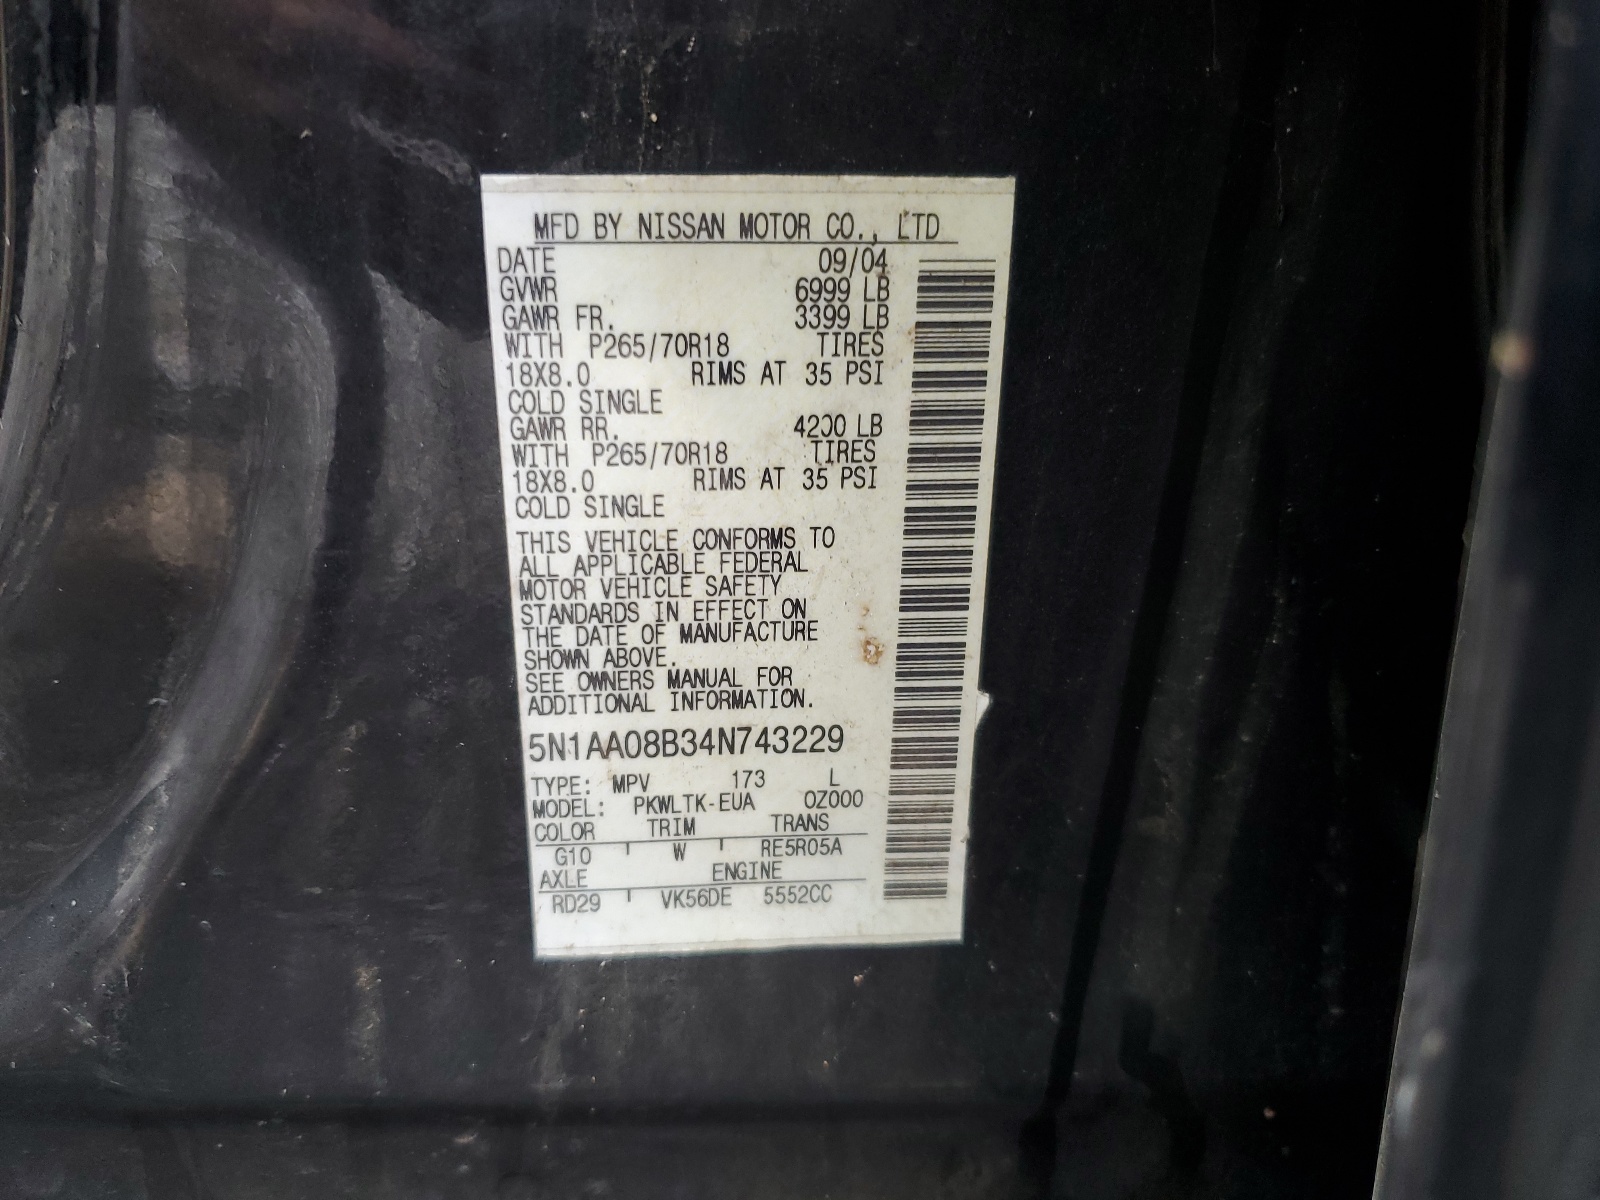 MFD BY NISSAN MOTOR CO., LTD
DATE 09/04
GVWR 6999 LB
GAWR FR. 3399 LB
WITH P265/70R18 TIRES
18X8.0 RIMS AT 35 PSI
COLD SINGLE
GAWR RR. 4200 LB
WITH P265/70R18 TIRES
18X8.0 RIMS AT 35 PSI
COLD SINGLE
THIS VEHICLE CONFORMS TO
ALL APPLICABLE FEDERAL
MOTOR VEHICLE SAFETY
STANDARDS IN EFFECT ON
THE DATE OF MANUFACTURE
SHOWN ABOVE.
SEE OWNERS MANUAL FOR
ADDITIONAL INFORMATION.
5N1AA08B34N743229
TYPE: MPV 173 L
MODEL: PKWLTK-EUA 0Z000
COLOR TRIM TRANS
G10 W RE5R05A
AXLE ENGINE
RD29 VK56DE 5552CC